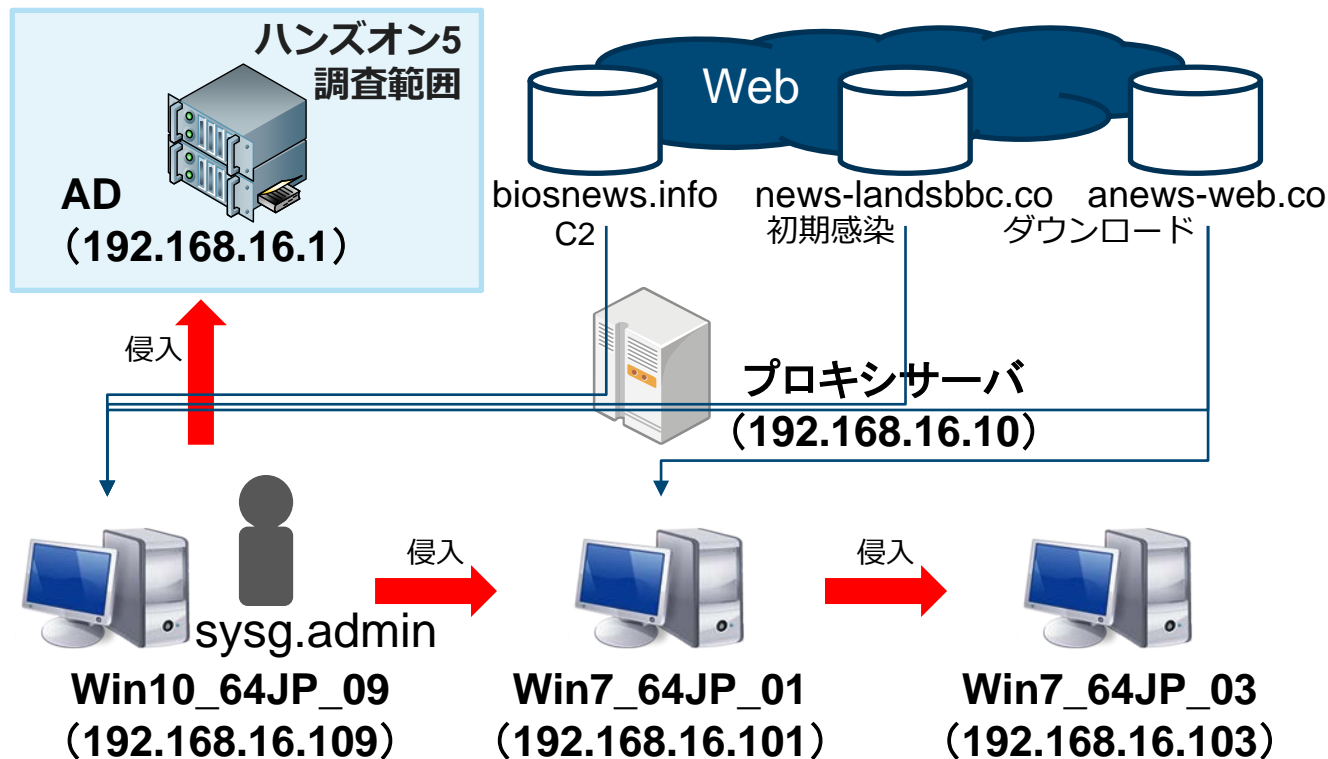 ハンズオン5
調査範囲
AD
（192.168.16.1）
Web
biosnews.info
C2
news-landsbbc.co
初期感染
anews-web.co
ダウンロード
侵入
プロキシサーバ
（192.168.16.10）
sysg.admin
侵入
侵入
Win10_64JP_09
（192.168.16.109）
Win7_64JP_01
（192.168.16.101）
Win7_64JP_03
（192.168.16.103）